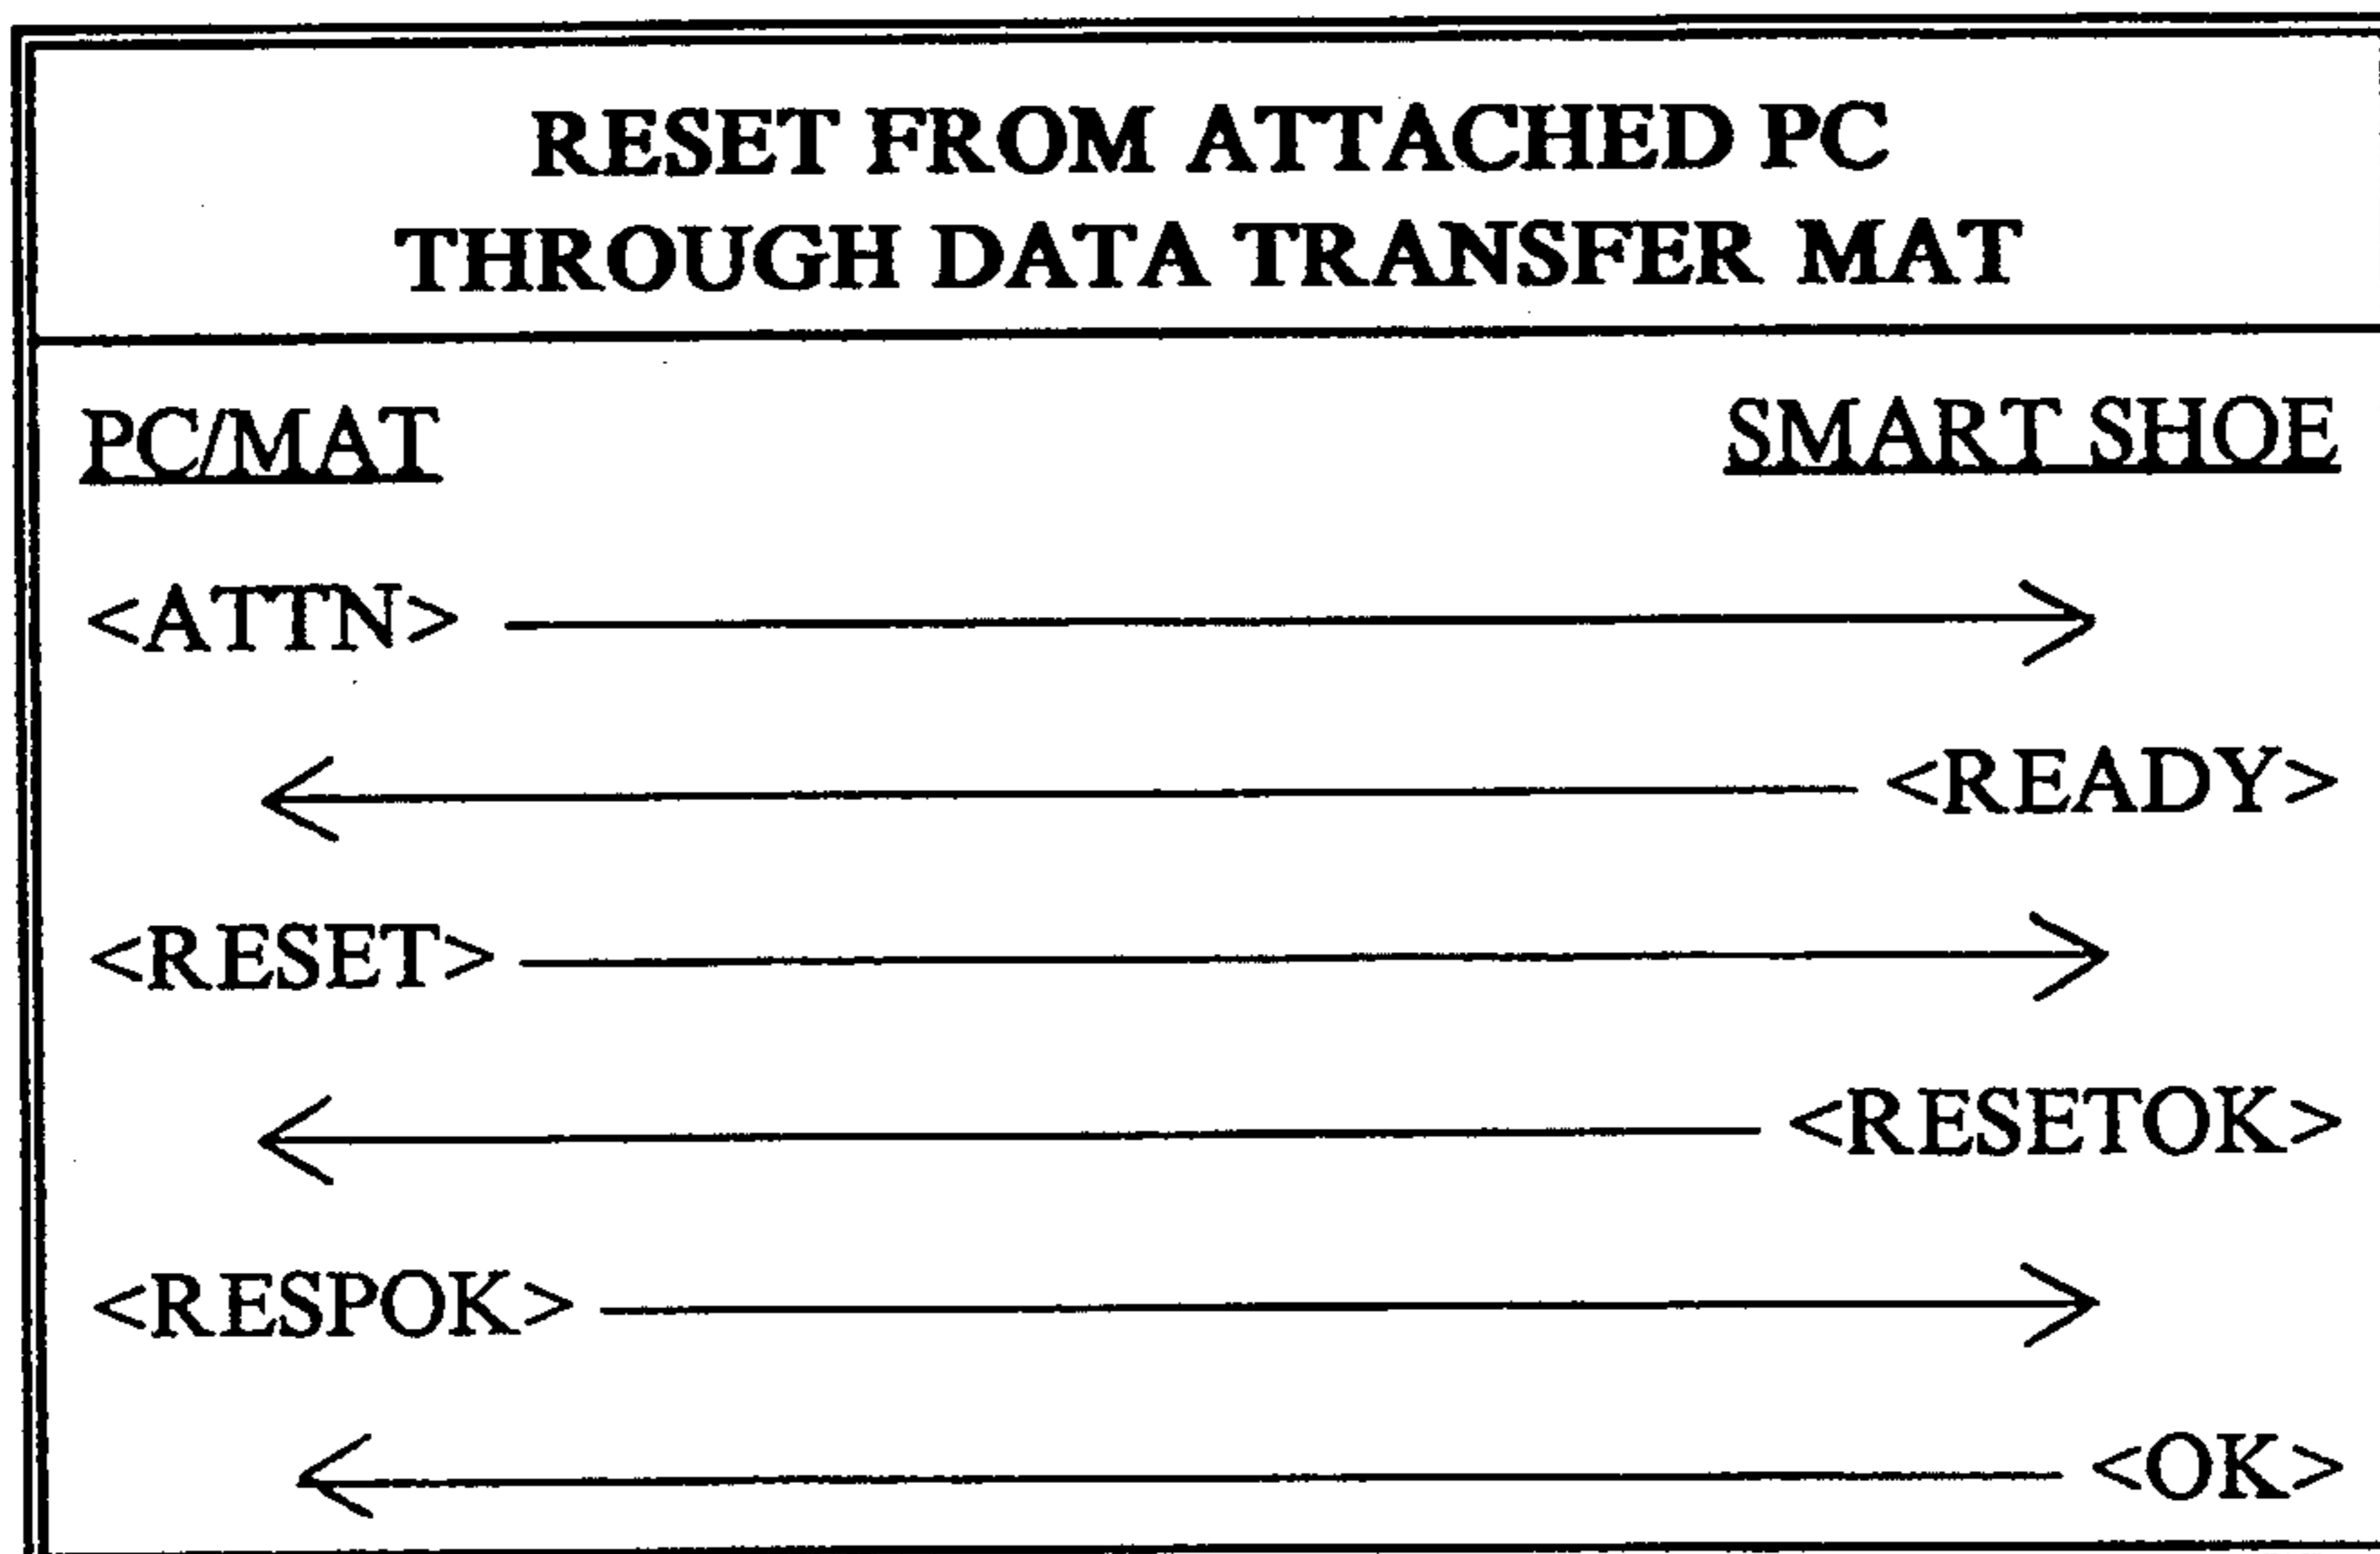 RESET FROM ATTACHED PC
THROUGH DATA TRANSFER MAT
PC/MAT SMART SHOE
<ATTN>
<READY>
<RESET>
<RESETOK>
<RESPOK>
<OK>